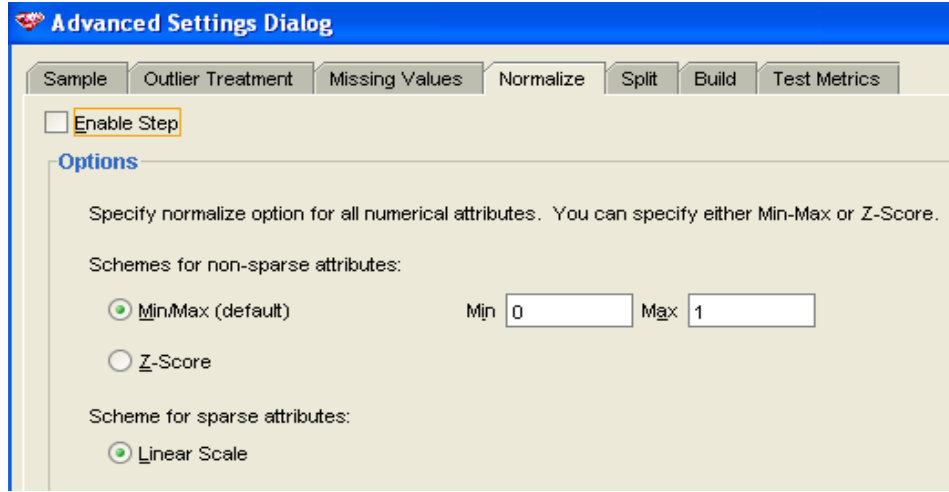 Advanced Settings Dialog
Sample Outlier Treatment Missing Values Normalize Split Build Test Metrics
Enable Step
Options
Specify normalize option for all numerical attributes. You can specify either Min-Max or Z-Score.
Schemes for non-sparse attributes:
Min/Max (default) Min 0 Max 1
Z-Score
Scheme for sparse attributes:
Linear Scale